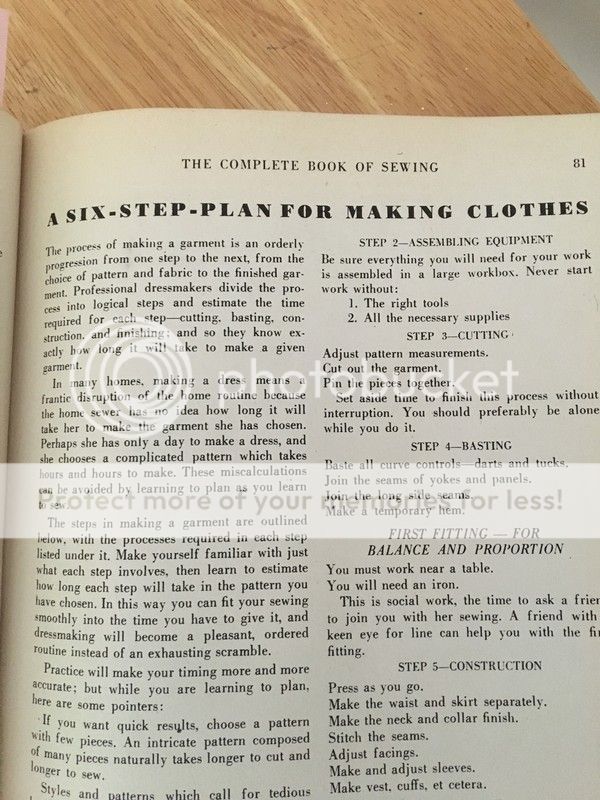 THE COMPLETE BOOK OF SEWING
81
A SIX-STEP-PLAN FOR MAKING CLOTHES
The process of making a garment is an orderly
progression from one step to the next, from the
choice of pattern and fabric to the finished gar-
ment. Professional dressmakers divide the pro-
cess into logical steps and estimate the time
required for each step—cutting, basting, con-
struction, and finishing; and so they know ex-
actly how long it will take to make a given
garment.
In many homes, making a dress means a
frantic disruption of the home routine because
the home sewer has no idea how long it will
take her to make the garment she has chosen.
Perhaps she has only a day to make a dress, and
she chooses a complicated pattern which takes
hours and hours to make. These miscalculations
can be avoided by learning to plan as you learn
to sew.
The steps in making a garment are outlined
below, with the processes required in each step
listed under it. Make yourself familiar with just
what each step involves, then learn to estimate
how long each step will take in the pattern you
have chosen. In this way you can fit your sewing
smoothly into the time you have to give it, and
dressmaking will become a pleasant, ordered
routine instead of an exhausting scramble.
Practice will make your timing more and more
accurate; but while you are learning to plan,
here are some pointers:
If you want quick results, choose a pattern
with few pieces. An intricate pattern composed
of many pieces naturally takes longer to cut and
longer to sew.
Styles and patterns which call for tedious
STEP 2—ASSEMBLING EQUIPMENT
Be sure everything you will need for your work
is assembled in a large workbox. Never start
work without:
1. The right tools
2. All the necessary supplies
STEP 3—CUTTING
Adjust pattern measurements.
Cut out the garment.
Pin the pieces together.
Set aside time to finish this process without
interruption. You should preferably be alone
while you do it.
STEP 4—BASTING
Baste all curve controls—darts and tucks.
Join the seams of yokes and panels.
Join the long side seams.
Make a temporary hem.
FIRST FITTING — FOR
BALANCE AND PROPORTION
You must work near a table.
You will need an iron.
This is social work, the time to ask a frien
to join you with her sewing. A friend with
keen eye for line can help you with the fi
fitting.
STEP 5—CONSTRUCTION
Press as you go.
Make the waist and skirt separately.
Make the neck and collar finish.
Stitch the seams.
Adjust facings.
Make and adjust sleeves.
Make vest, cuffs, et cetera.
photobucket
Protect more of your memories for less!